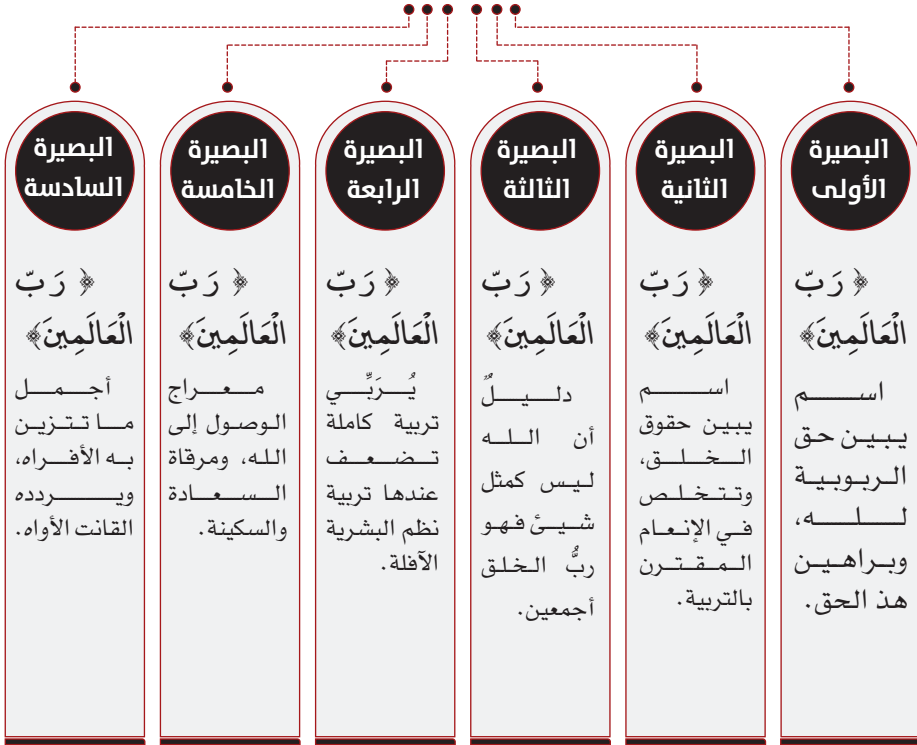 البصيرة
الأولى
﴿ رَبّ
الْعَالَمِينَ﴾
اسم
يبين حق
الربوبية
لله،
وبراهين
هذ الحق.
البصيرة
الثانية
﴿ رَبّ
الْعَالَمِينَ﴾
اسم
يبين حقوق
الخلق،
وتتخلص
في الإنعام
المقترن
بالتربية.
البصيرة
الثالثة
﴿ رَبّ
الْعَالَمِينَ﴾
دليلٌ
أن الله
ليس كمثل
شيئ فهو
ربُّ الخلق
أجمعين.
البصيرة
الرابعة
﴿ رَبّ
الْعَالَمِينَ﴾
يُرَبِّي
تربية كاملة
تضعف
عندها تربية
نظم البشرية
الآفلة.
البصيرة
الخامسة
﴿ رَبّ
الْعَالَمِينَ﴾
معراج
الوصول إلى
الله، ومرقاة
السعادة
والسكينة.
البصيرة
السادسة
﴿ رَبّ
الْعَالَمِينَ﴾
أجمل
ما تتزين
به الأفراه،
ويردده
القانت الأواه.